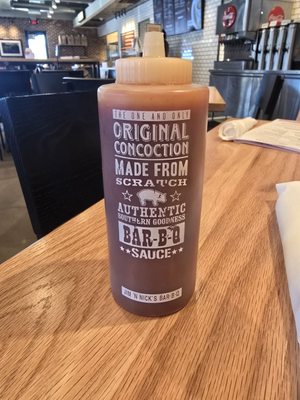 THE ONE AND ONLY
ORIGINAL
CONCOCTION
MADE FROM
SCRATCH
AUTHENTIC
SOUTHERN GOODNESS
BAR-B-Q
SAUCE
JIM 'N NICK'S BAR-B-Q